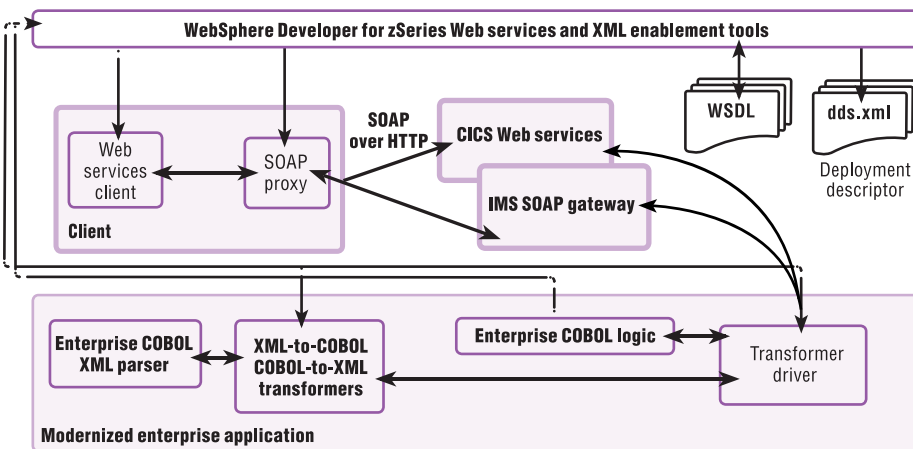 WebSphere Developer for zSeries Web services and XML enablement tools
WSDL
dds.xml
Deployment
descriptor
SOAP
over HTTP
CICS Web services
IMS SOAP gateway
Web
services
client
SOAP
proxy
Client
Enterprise COBOL
XML parser
XML-to-COBOL
COBOL-to-XML
transformers
Enterprise COBOL logic
Transformer
driver
Modernized enterprise application